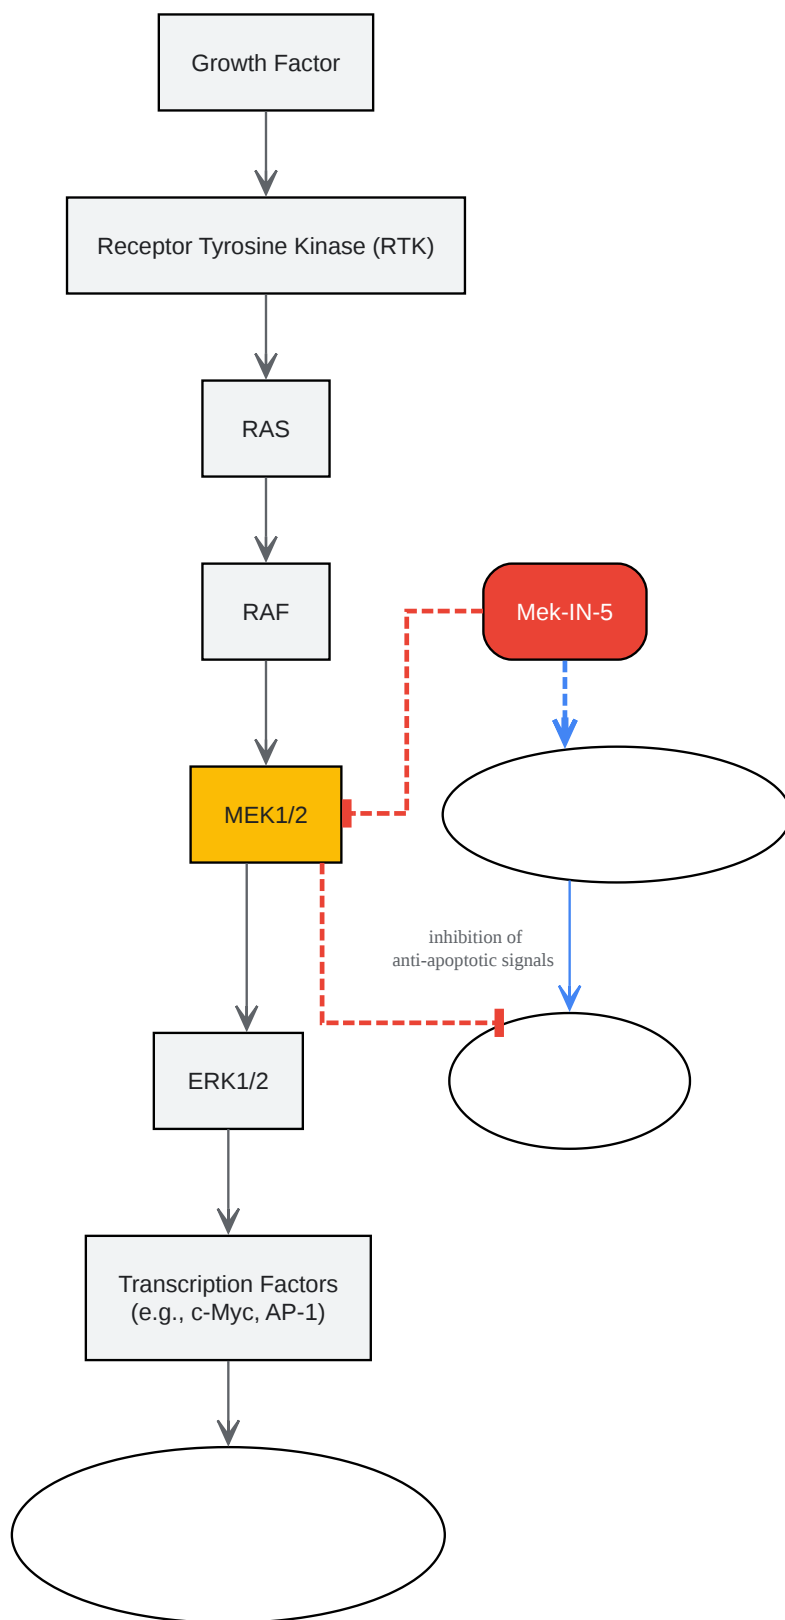 Growth Factor
Receptor Tyrosine Kinase (RTK)
RAS
RAF
Mek-IN-5
MEK1/2
inhibition of
anti-apoptotic signals
ERK1/2
Transcription Factors
(e.g., c-Myc, AP-1)